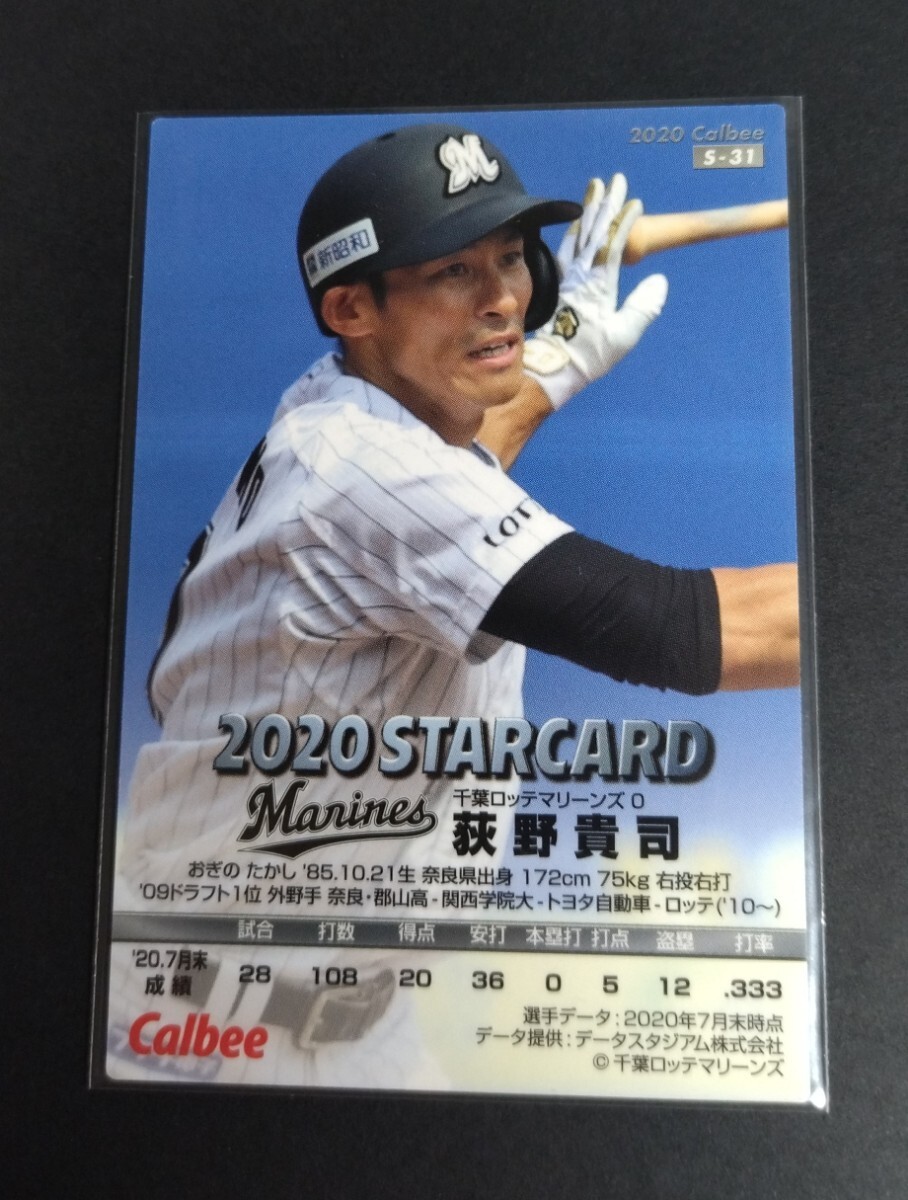 2020 Calbee
S-31
M
新昭和
LOT
2020 STARCARD
Marines
千葉ロッテマリーンズ 0
荻野貴司
おぎの たかし '85.10.21生 奈良県出身 172cm 75kg 右投右打
'09ドラフト1位 外野手 奈良・郡山高-関西学院大-トヨタ自動車-ロッテ('10〜)
試合 打数 得点 安打 本塁打 打点 盗塁 打率
'20.7月末成績 28 108 20 36 0 5 12 .333
Calbee
選手データ:2020年7月末時点
データ提供:データスタジアム株式会社
©千葉ロッテマリーンズ